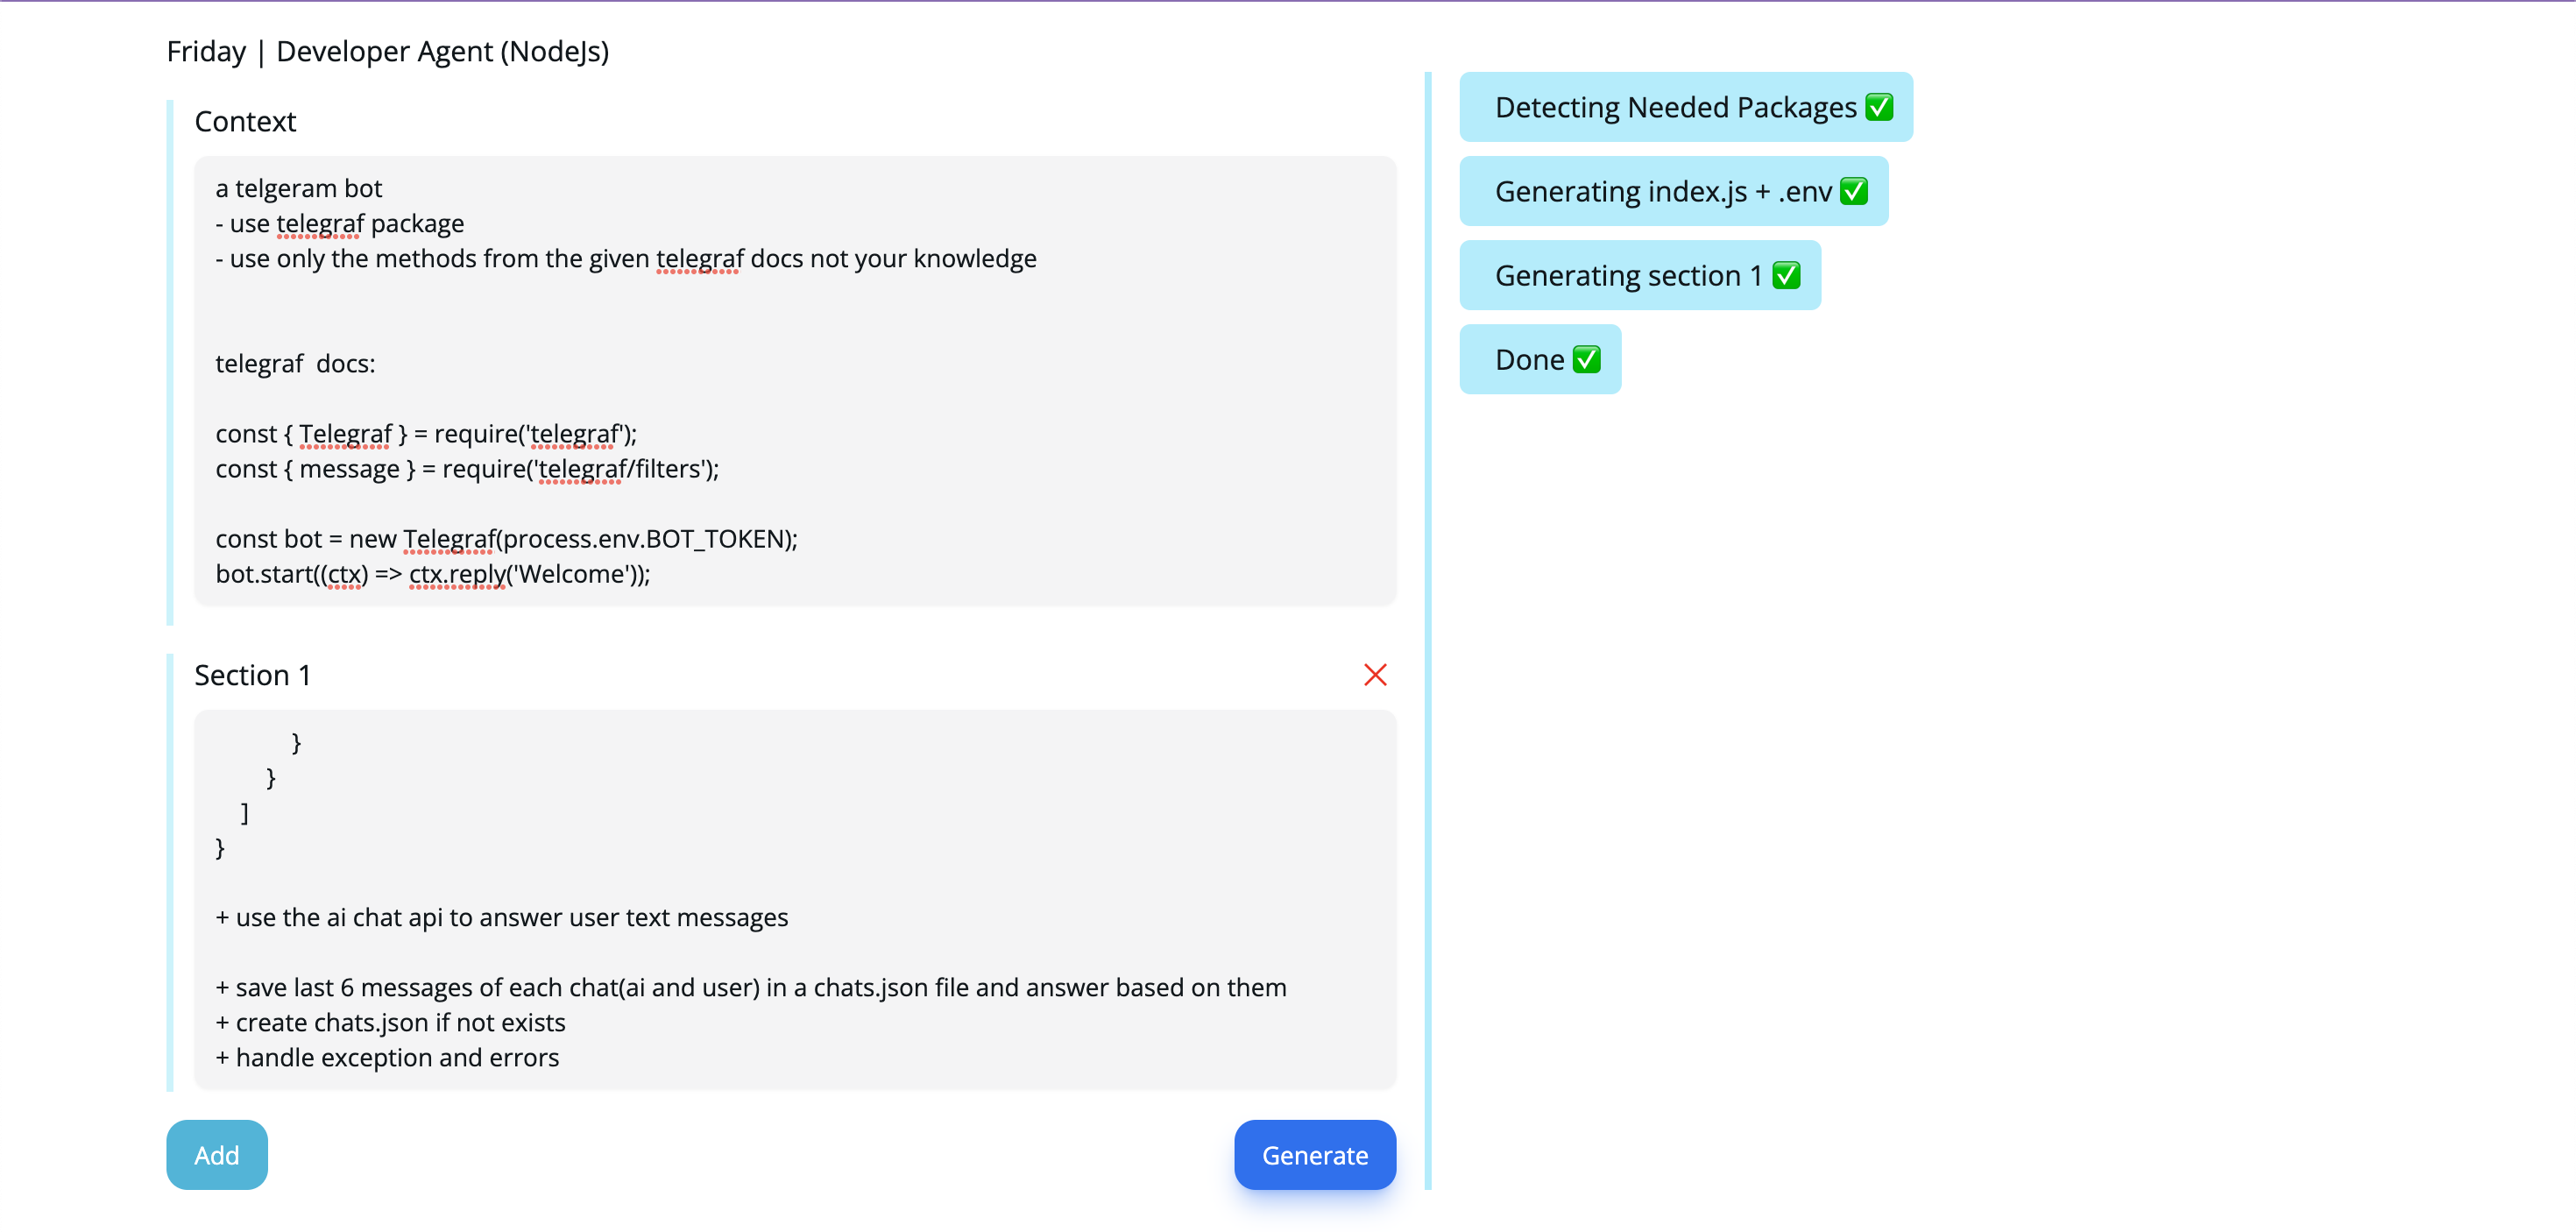 Friday | Developer Agent (NodeJs)
Context
a telgeram bot
- use telegraf package
- use only the methods from the given telegraf docs not your knowledge
telegraf  docs:
const { Telegraf } = require('telegraf');
const { message } = require('telegraf/filters');
const bot = new Telegraf(process.env.BOT_TOKEN);
bot.start((ctx) => ctx.reply('Welcome'));
Section 1
}
}
]
}
+ use the ai chat api to answer user text messages
+ save last 6 messages of each chat(ai and user) in a chats.json file and answer based on them
+ create chats.json if not exists
+ handle exception and errors
Add
Generate
Detecting Needed Packages ✅
Generating index.js + .env ✅
Generating section 1 ✅
Done ✅